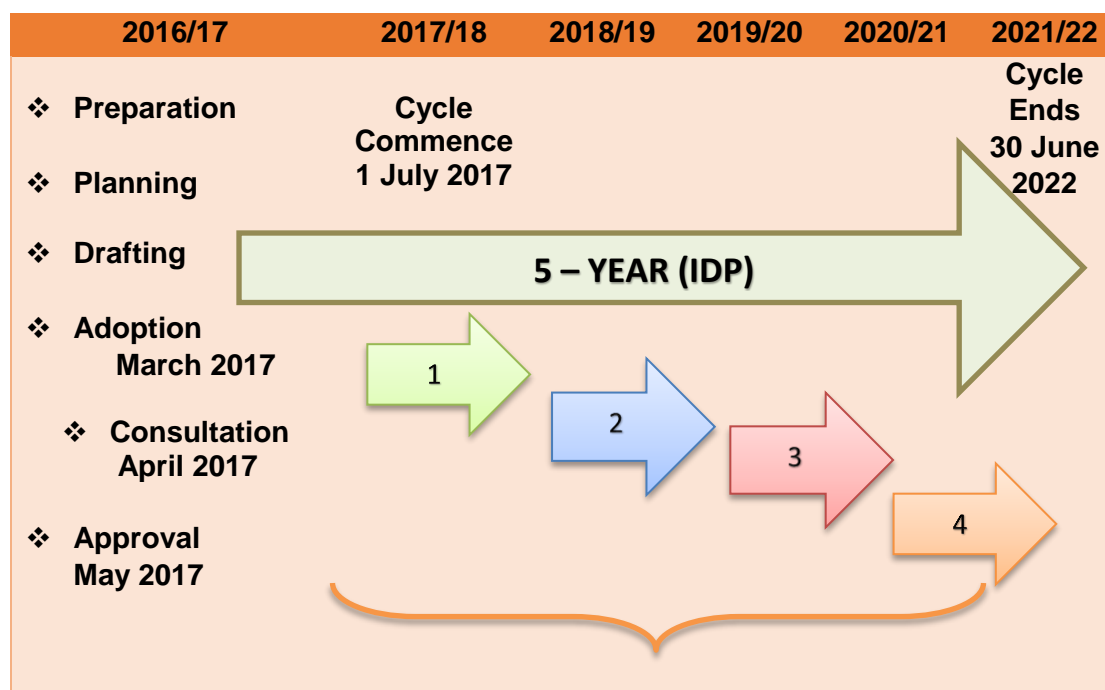 2016/17 2017/18 2018/19 2019/20 2020/21 2021/22
❖ Preparation
❖ Planning
❖ Drafting
❖ Adoption
March 2017
❖ Consultation
April 2017
❖ Approval
May 2017
Cycle
Commence
1 July 2017
Cycle
Ends
30 June
2022
5 – YEAR (IDP)
1
2
3
4